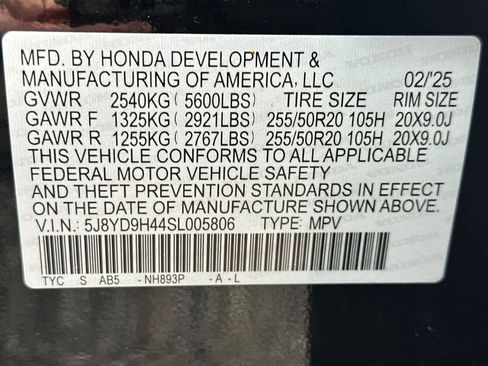 MFD. BY HONDA DEVELOPMENT &
MANUFACTURING OF AMERICA, LLC 02/'25
GVWR 2540KG (5600LBS) TIRE SIZE RIM SIZE
GAWR F 1325KG (2921LBS) 255/50R20 105H 20X9.0J
GAWR R 1255KG (2767LBS) 255/50R20 105H 20X9.0J
THIS VEHICLE CONFORMS TO ALL APPLICABLE
FEDERAL MOTOR VEHICLE SAFETY
AND THEFT PREVENTION STANDARDS IN EFFECT
ON THE DATE OF MANUFACTURE SHOWN ABOVE.
V.I.N.: 5J8YD9H44SL005806 TYPE: MPV
TYC S AB5 -NH893P -A-L